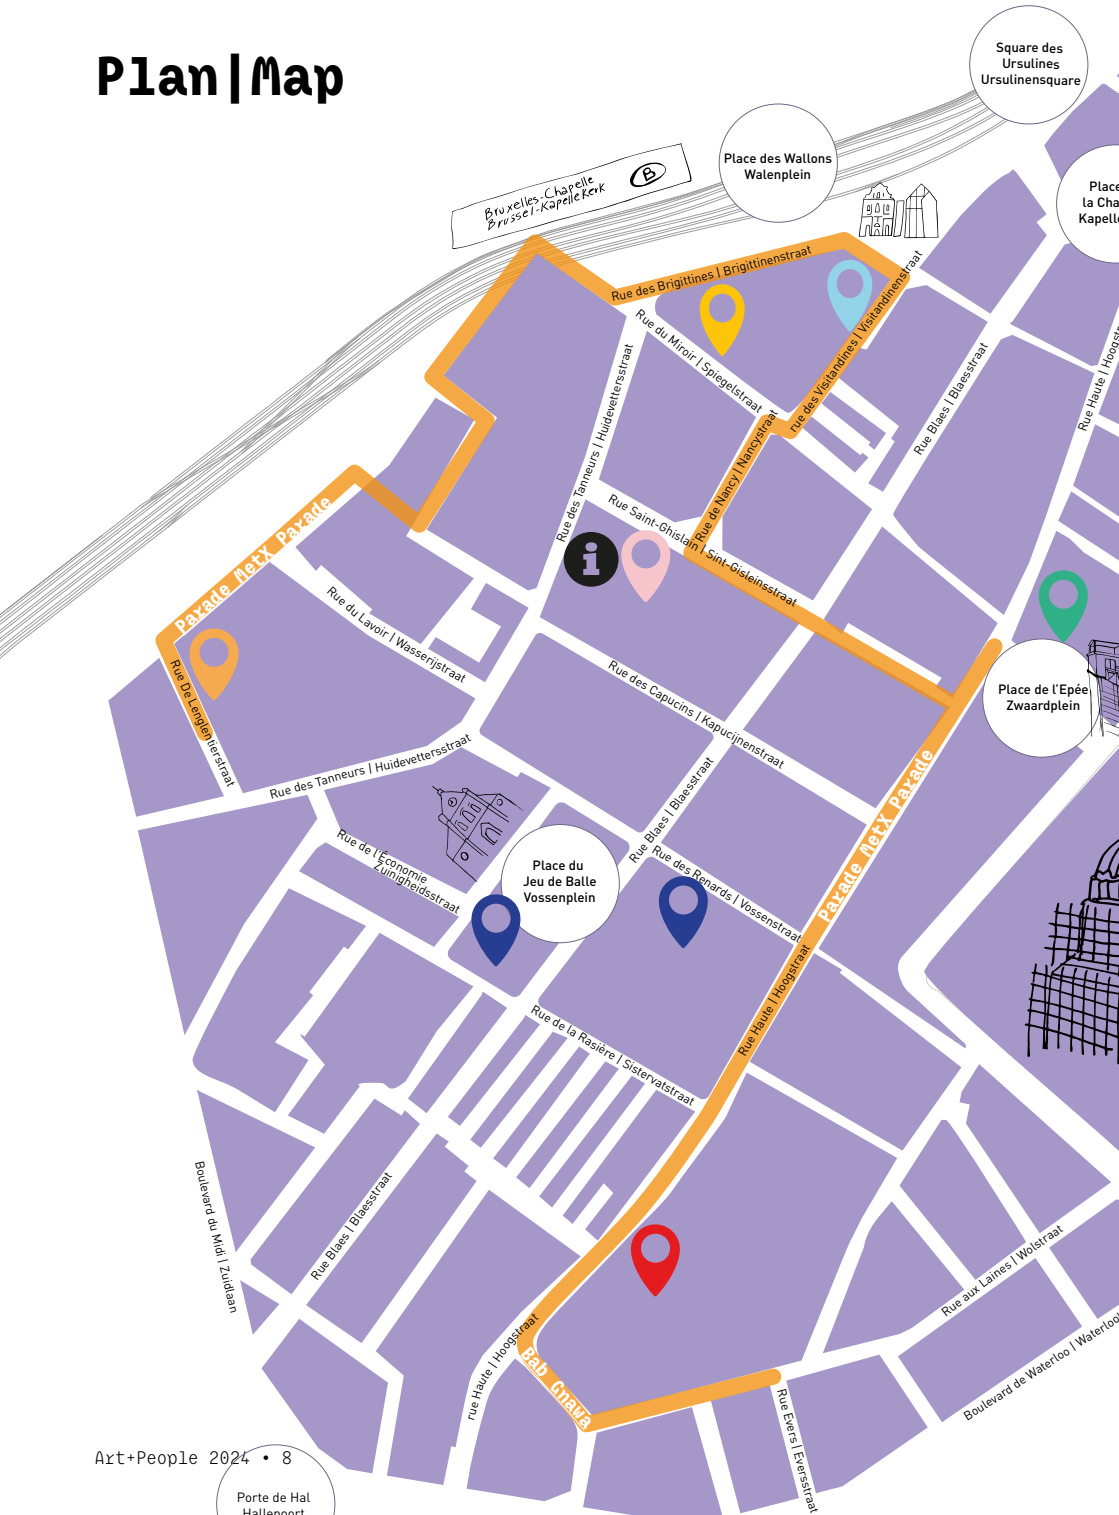 Plan|Map
Square des
Ursulines
Ursulinensquare
Place des Wallons
Walenplein
Place
la Cha
Kapelle
Bruxelles-Chapelle
Brussel-Kapellekerk
B
Rue des Brigittines | Brigittinenstraat
Rue du Miroir | Spiegelstraat
rue des Visitandines | Visitandinenstraat
Rue des Tanneurs | Huidevettersstraat
Rue de Nancy | Nancystraat
Rue Blaes | Blaesstraat
Rue Haute | Hoogstr
Rue Saint-Ghislain | Sint-Gisleinsstraat
i
Parade MetX Parade
Rue du Lavoir | Wasserijstraat
Rue De Lenglentierstraat
Rue des Capucins | Kapucijnenstraat
Place de l'Epée
Zwaardplein
Rue des Tanneurs | Huidevettersstraat
Rue Blaes | Blaesstraat
Parade MetX Parade
Rue de l'Économie
Zuinigheidsstraat
Place du
Jeu de Balle
Vossenplein
Rue des Renards | Vossenstraat
Rue Haute | Hoogstraat
Rue de la Rasière | Sistervatstraat
Boulevard du Midi | Zuidlaan
Rue Blaes | Blaesstraat
Rue aux Laines | Wolstraat
rue Haute | Hoogstraat
Bab Gnawa
Boulevard de Waterloo | Waterloo
Rue Evers | Eversstraat
Art+People 2024 • 8
Porte de Hal
Hallepoort